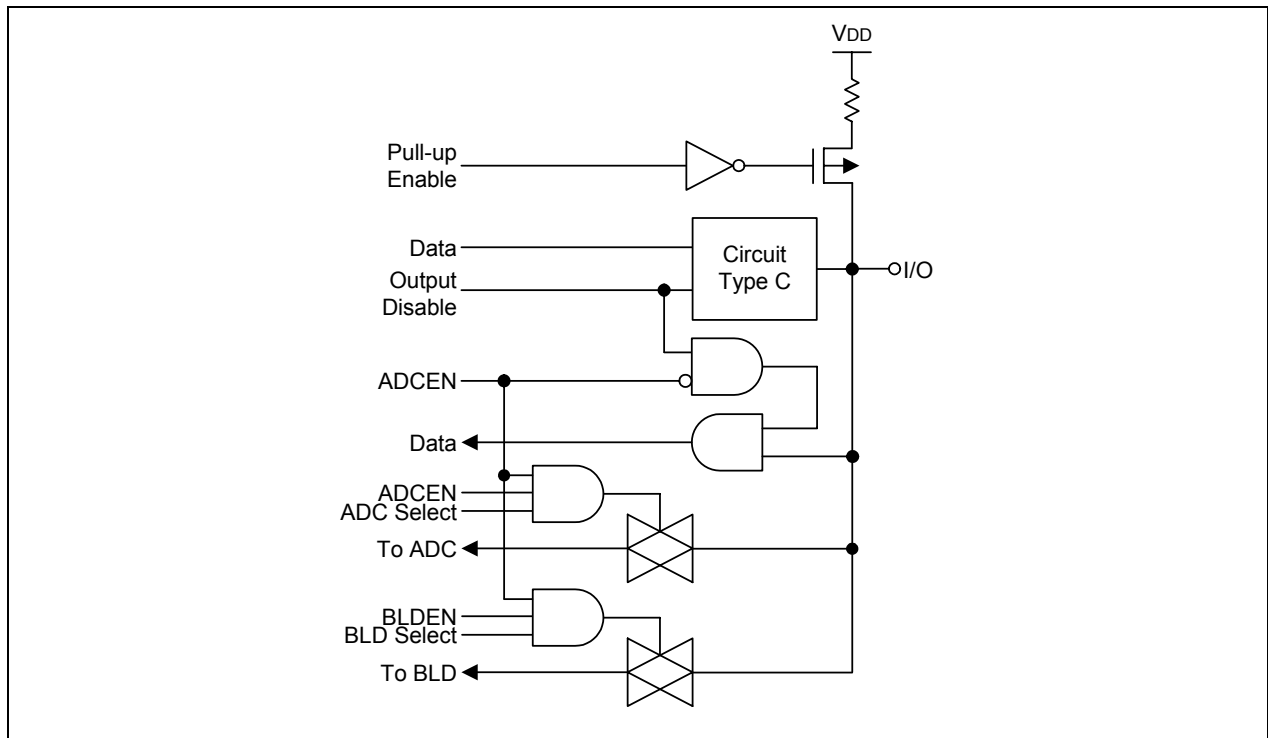 VDD
Pull-up
Enable
Data
Circuit
Type C
Output
Disable
I/O
ADCEN
Data
ADCEN
ADC Select
To ADC
BLDEN
BLD Select
To BLD